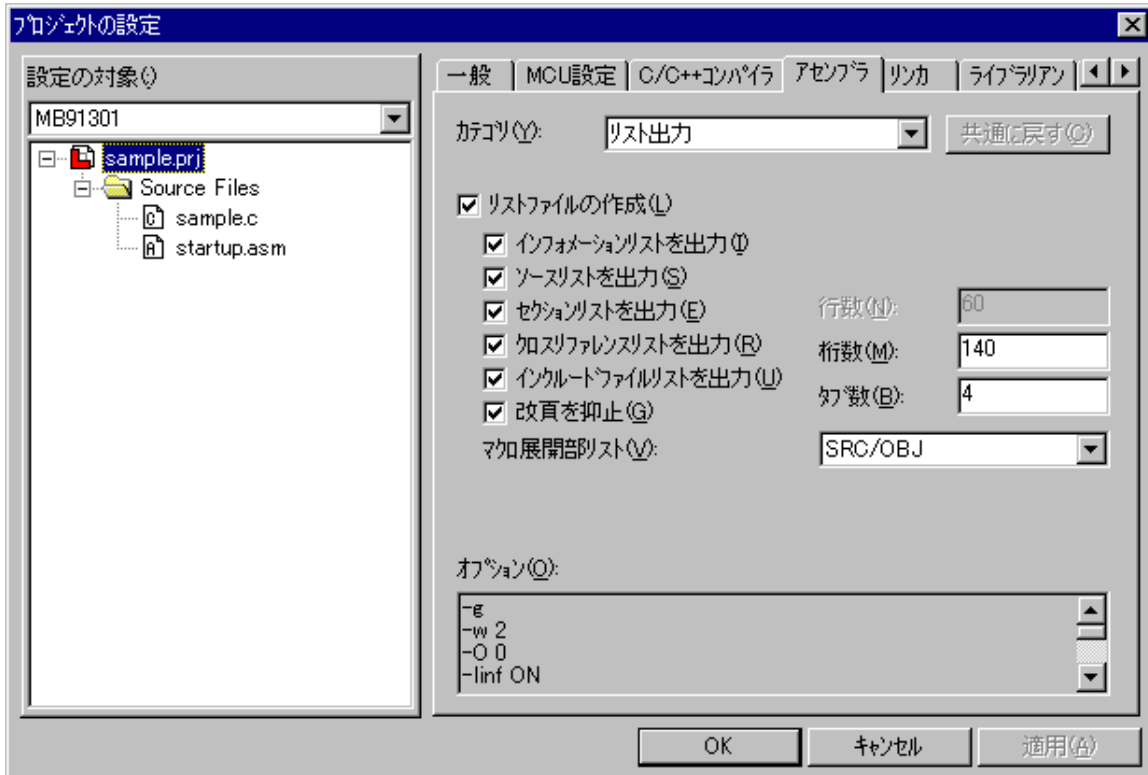 ﾌﾟﾛｼﾞｪｸﾄの設定
設定の対象(:)
MB91301
sample.prj
Source Files
sample.c
startup.asm
一般
MCU設定
C/C++ｺﾝﾊﾟｲﾗ
ｱｾﾝﾌﾞﾗ
ﾘﾝｶ
ﾗｲﾌﾞﾗﾘｱﾝ
ｶﾃｺﾞﾘ(Y):
ﾘｽﾄ出力
共通に戻す(C)
ﾘｽﾄﾌｧｲﾙの作成(L)
ｲﾝﾌｫﾒｰｼｮﾝﾘｽﾄを出力(I)
ｿｰｽﾘｽﾄを出力(S)
ｾｸｼｮﾝﾘｽﾄを出力(E)
行数(N):
60
ｸﾛｽﾘﾌｧﾚﾝｽﾘｽﾄを出力(R)
桁数(M):
140
ｲﾝｸﾙｰﾄﾞﾌｧｲﾙﾘｽﾄを出力(U)
ﾀﾌﾞ数(B):
4
改頁を抑止(G)
ﾏｸﾛ展開部ﾘｽﾄ(V):
SRC/OBJ
ｵﾌﾟｼｮﾝ(O):
-g
-w 2
-O 0
-linf ON
OK
ｷｬﾝｾﾙ
適用(A)